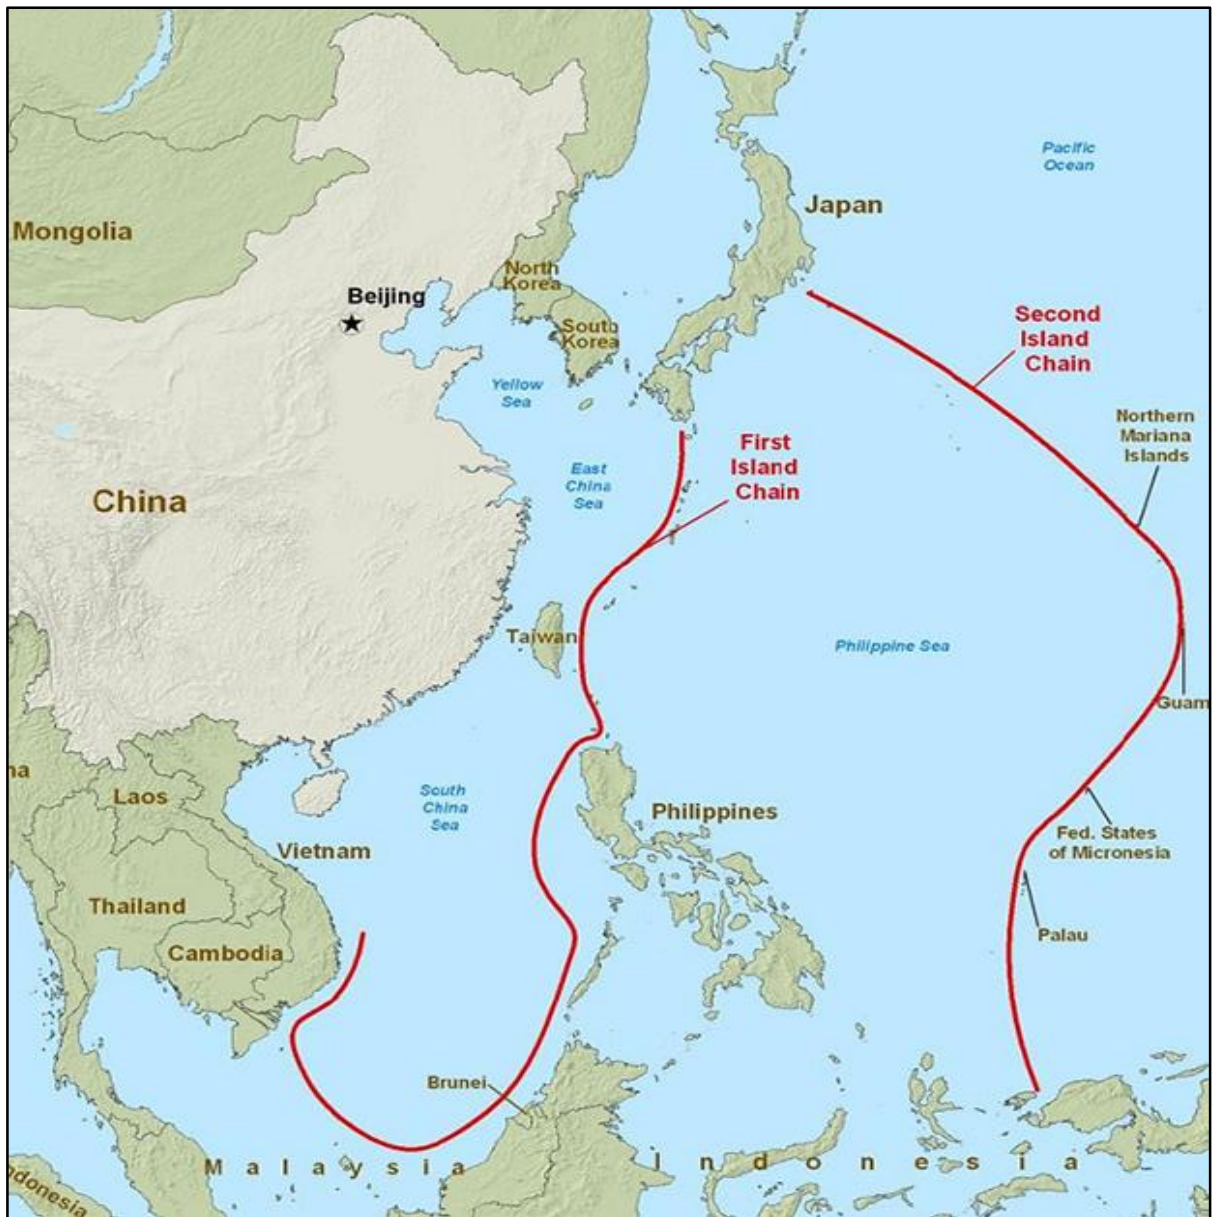 Pacific
Ocean
Japan
Mongolia
North
Korea
Beijing
South
Korea
Second
Island
Chain
Yellow
Sea
Northern
Mariana
Islands
First
Island
Chain
East
China
Sea
China
Taiwan
Philippine Sea
Guam
na
Laos
South
China
Sea
Philippines
Vietnam
Fed. States
of Micronesia
Thailand
Palau
Cambodia
Brunei
Malaysia
Indonesia
ndonesia